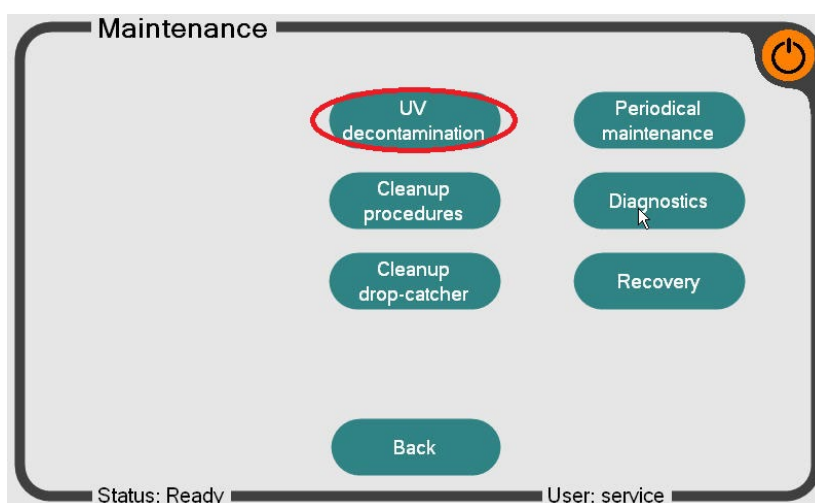 Maintenance
UV
decontamination
Periodical
maintenance
Cleanup
procedures
Diagnostics
Cleanup
drop-catcher
Recovery
Back
Status: Ready
User: service